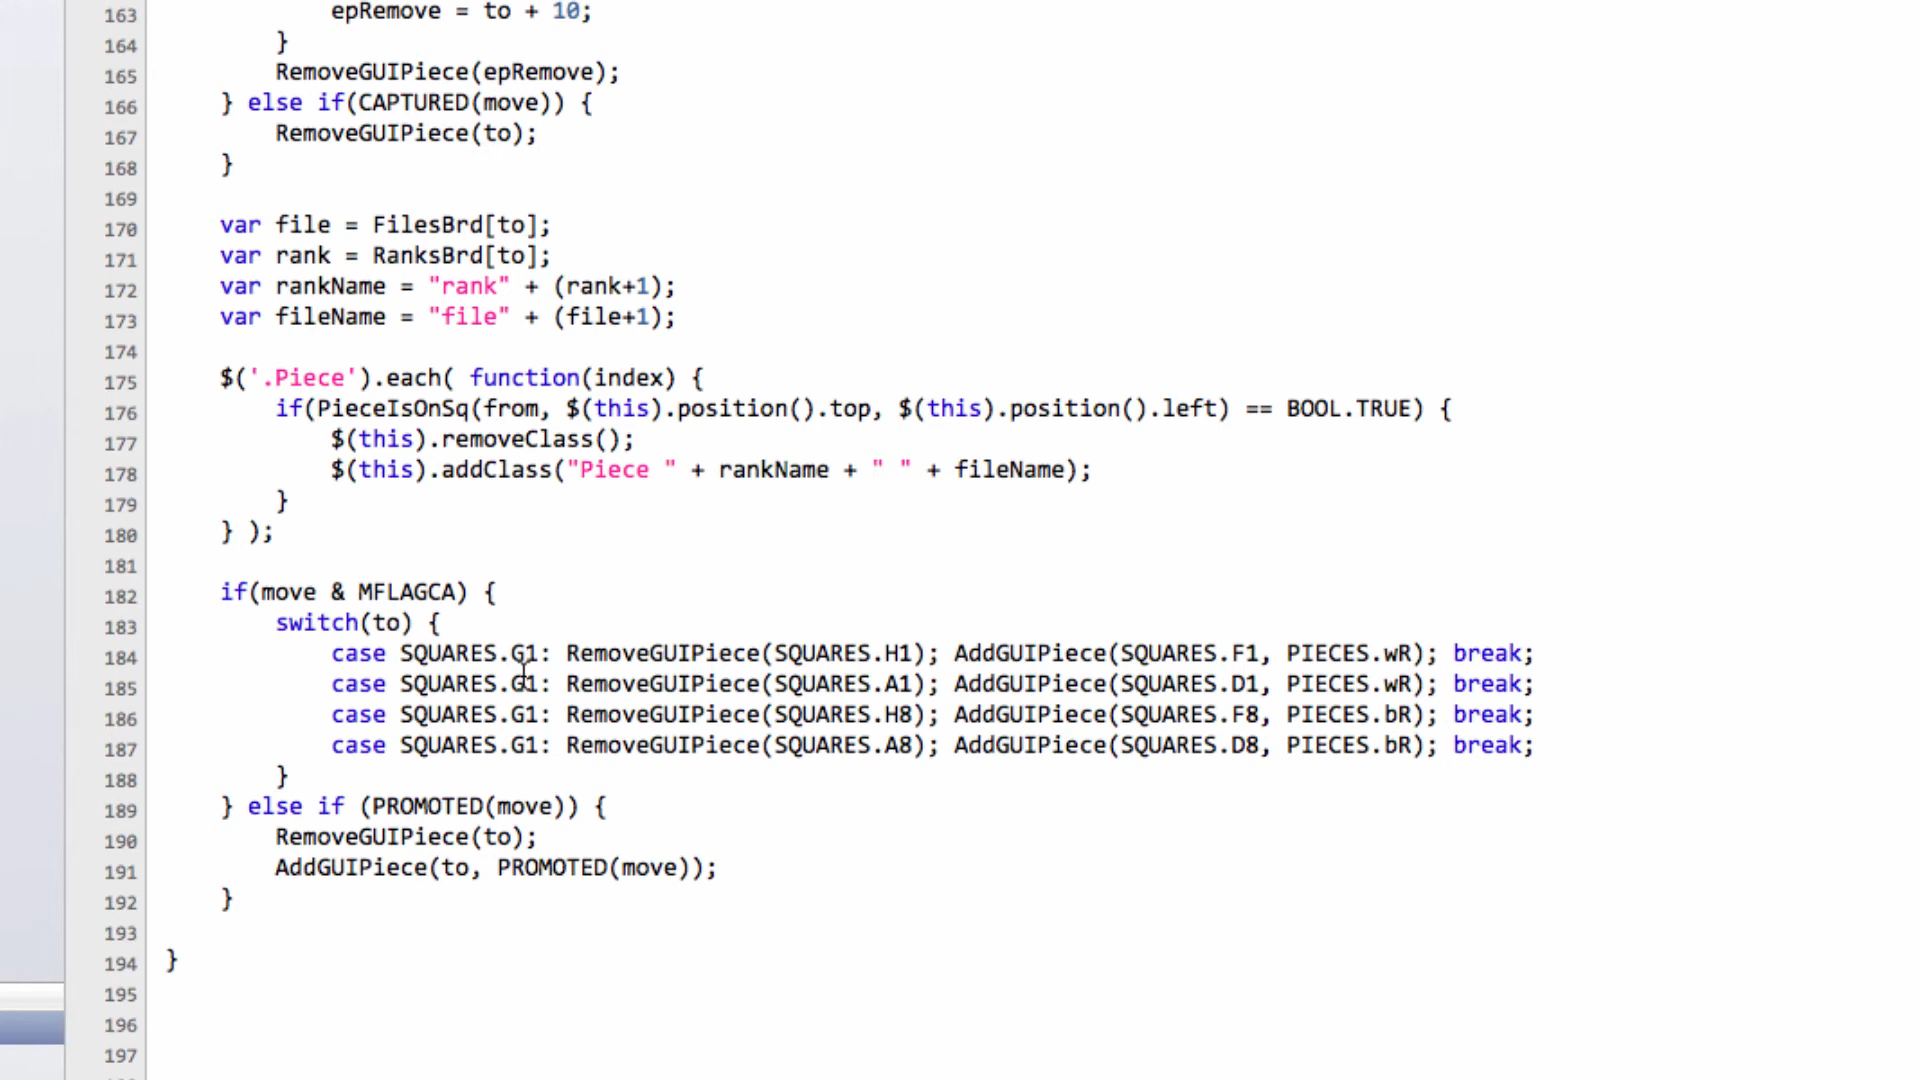 163 epRemove = to + 10;
164 }
165 RemoveGUIPiece(epRemove);
166 } else if(CAPTURED(move)) {
167 RemoveGUIPiece(to);
168 }
169
170 var file = FilesBrd[to];
171 var rank = RanksBrd[to];
172 var rankName = "rank" + (rank+1);
173 var fileName = "file" + (file+1);
174
175 $('.Piece').each( function(index) {
176 if(PieceIsOnSq(from, $(this).position().top, $(this).position().left) == BOOL.TRUE) {
177 $(this).removeClass();
178 $(this).addClass("Piece " + rankName + " " + fileName);
179 }
180 } );
181
182 if(move & MFLAGCA) {
183 switch(to) {
184 case SQUARES.G1: RemoveGUIPiece(SQUARES.H1); AddGUIPiece(SQUARES.F1, PIECES.wR); break;
185 case SQUARES.G1: RemoveGUIPiece(SQUARES.A1); AddGUIPiece(SQUARES.D1, PIECES.wR); break;
186 case SQUARES.G1: RemoveGUIPiece(SQUARES.H8); AddGUIPiece(SQUARES.F8, PIECES.bR); break;
187 case SQUARES.G1: RemoveGUIPiece(SQUARES.A8); AddGUIPiece(SQUARES.D8, PIECES.bR); break;
188 }
189 } else if (PROMOTED(move)) {
190 RemoveGUIPiece(to);
191 AddGUIPiece(to, PROMOTED(move));
192 }
193
194 }
195
196
197